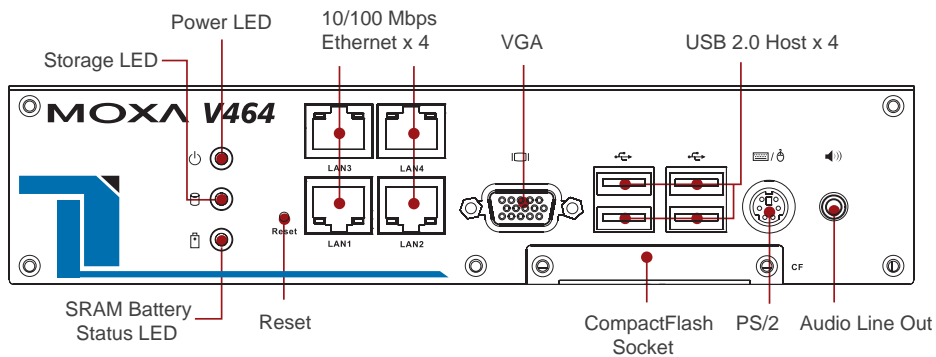 Power LED
10/100 Mbps
Ethernet x 4
VGA
USB 2.0 Host x 4
Storage LED
MOXA V464
LAN3
LAN4
Reset
LAN1
LAN2
CF
SRAM Battery
Status LED
Reset
CompactFlash
Socket
PS/2
Audio Line Out